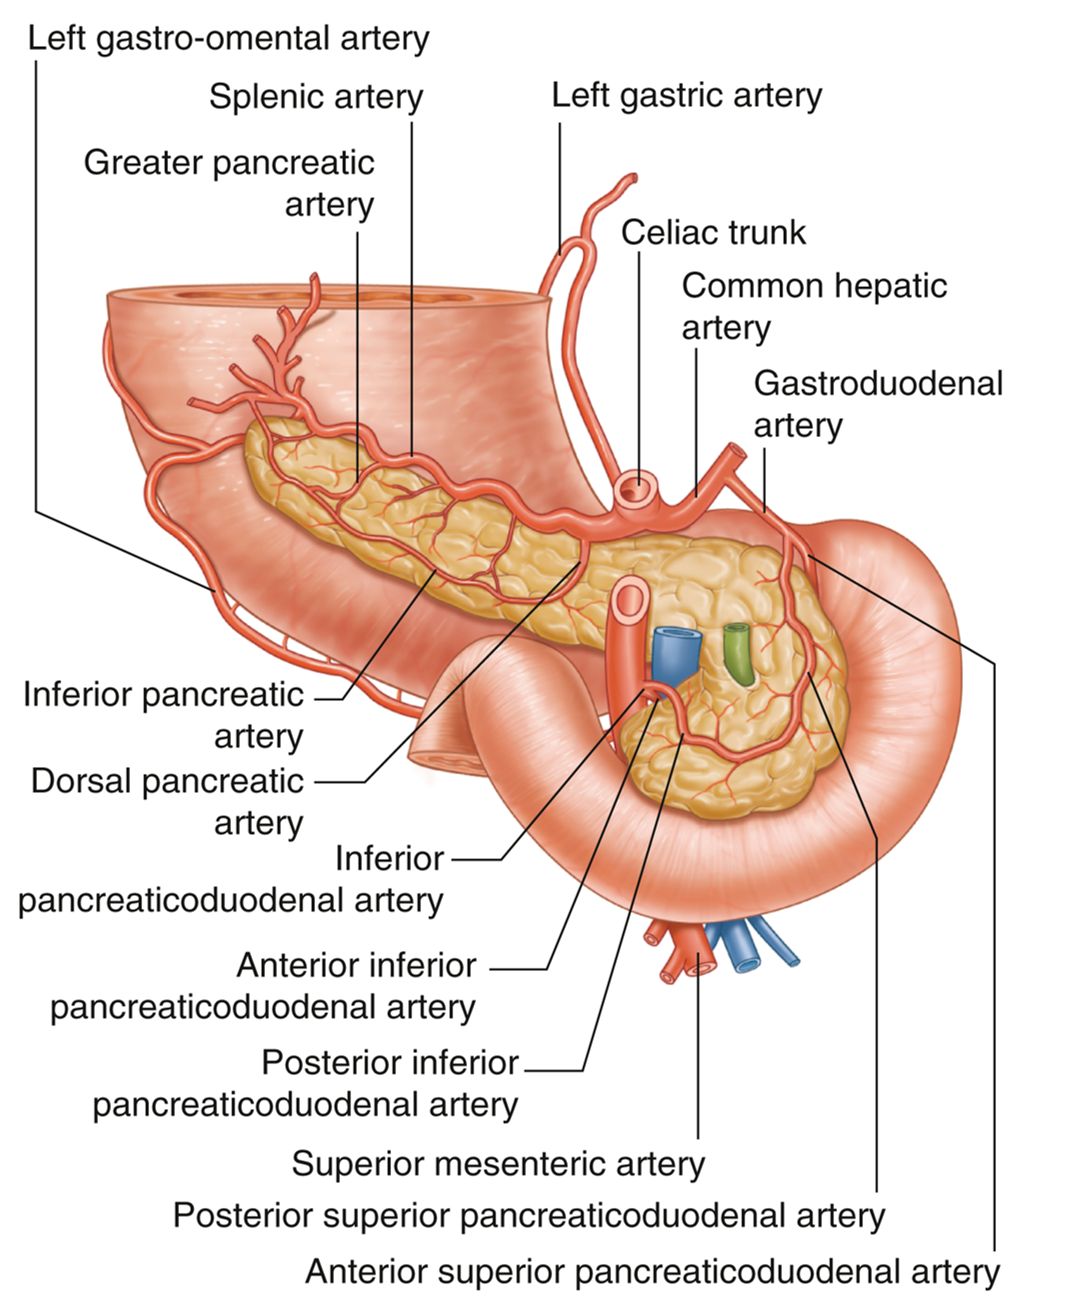 Left gastro-omental artery
Splenic artery
Left gastric artery
Greater pancreatic
artery
Celiac trunk
Common hepatic
artery
Gastroduodenal
artery
Inferior pancreatic
artery
Dorsal pancreatic
artery
Inferior
pancreaticoduodenal artery
Anterior inferior
pancreaticoduodenal artery
Posterior inferior
pancreaticoduodenal artery
Superior mesenteric artery
Posterior superior pancreaticoduodenal artery
Anterior superior pancreaticoduodenal artery